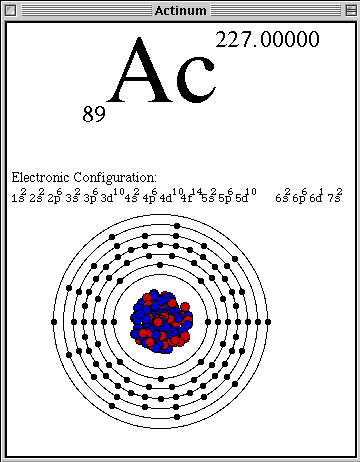 Actinum
227.00000
Ac
89
Electronic Configuration:
1s2 2s2 2p6 3s2 3p6 3d10 4s2 4p6 4d10 4f14 5s2 5p6 5d10 6s2 6p6 6d1 7s2